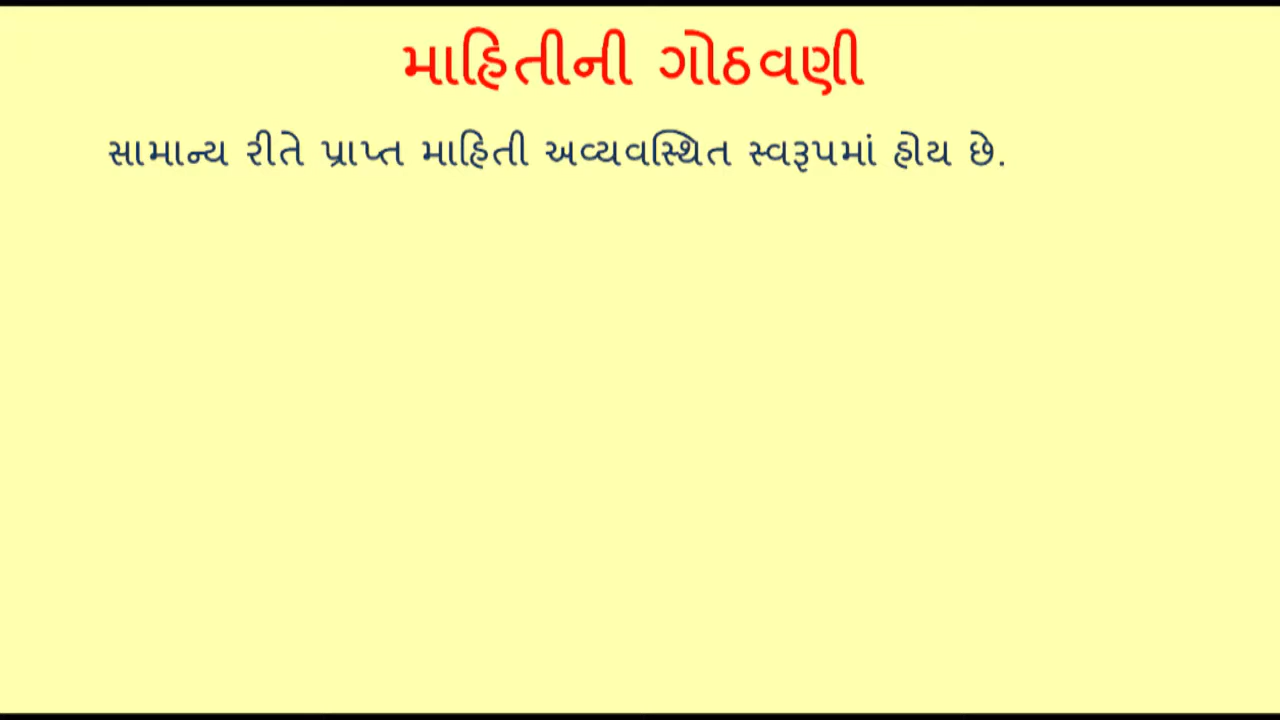 માહિતીની ગોઠવણી
સામાન્ય રીતે પ્રાપ્ત માહિતી અવ્યવસ્થિત સ્વરૂપમાં હોય છે.